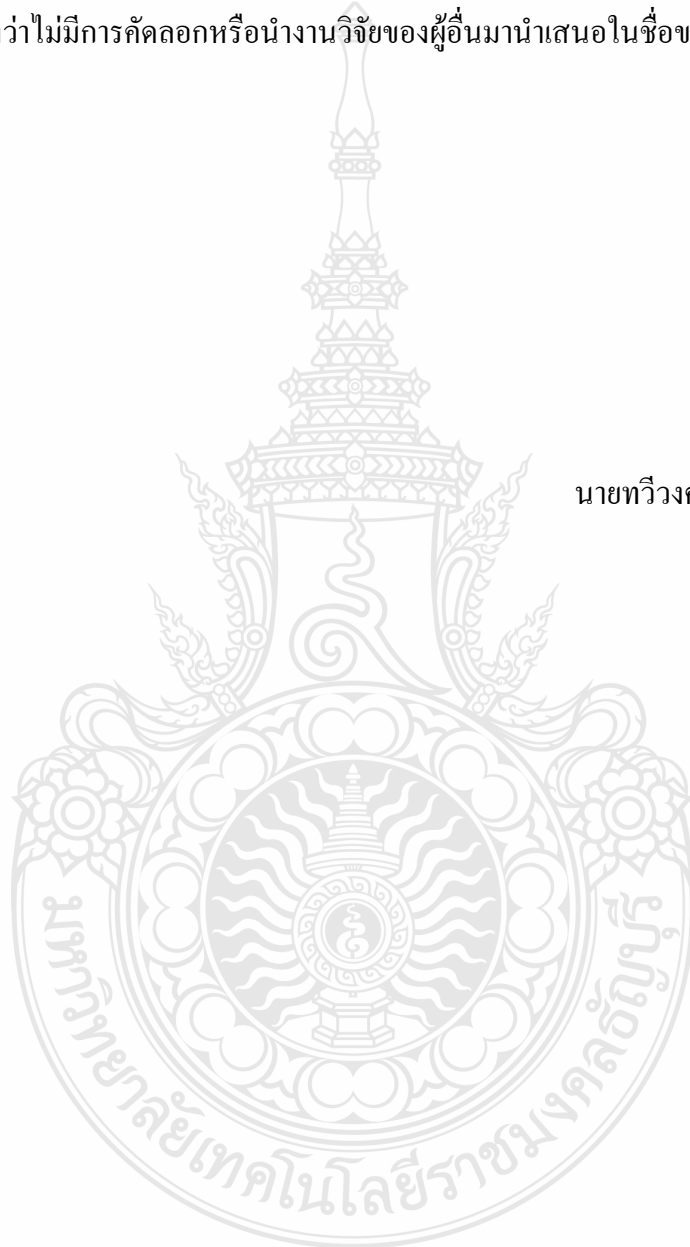 ว่าไม่มีการคัดลอกหรือนำงานวิจัยของผู้อื่นมานำเสนอในชื่อข
นายทวีวง
มหาวิทยาลัยเทคโนโลยีราชมงคลธัญบุรี